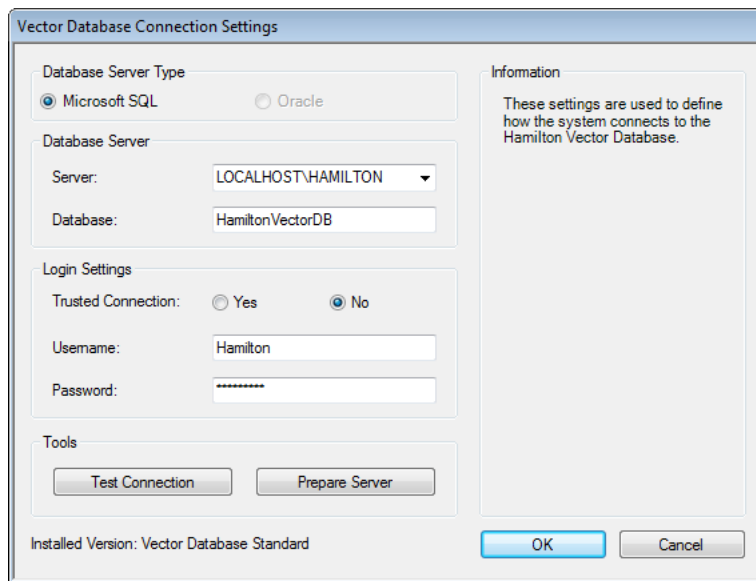 Vector Database Connection Settings
Database Server Type
Microsoft SQL
Oracle
Database Server
Server:
LOCALHOST\HAMILTON
Database:
HamiltonVectorDB
Login Settings
Trusted Connection:
Yes
No
Username:
Hamilton
Password:
*********
Tools
Test Connection
Prepare Server
Installed Version: Vector Database Standard
Information
These settings are used to define
how the system connects to the
Hamilton Vector Database.
OK
Cancel